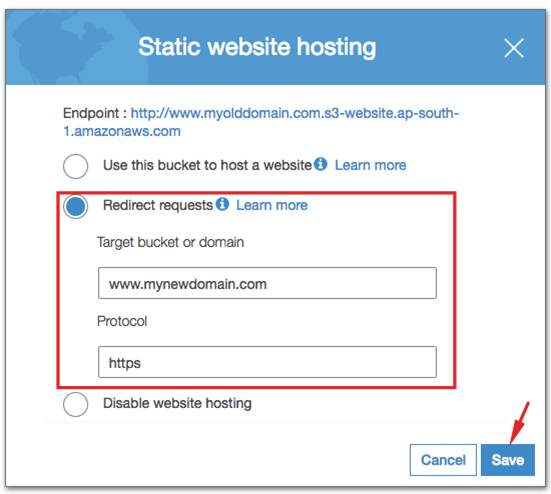 Static website hosting
Endpoint : http://www.myolddomain.com.s3-website.ap-south-
1.amazonaws.com
Use this bucket to host a website Learn more
Redirect requests Learn more
Target bucket or domain
www.mynewdomain.com
Protocol
https
Disable website hosting
Cancel Save